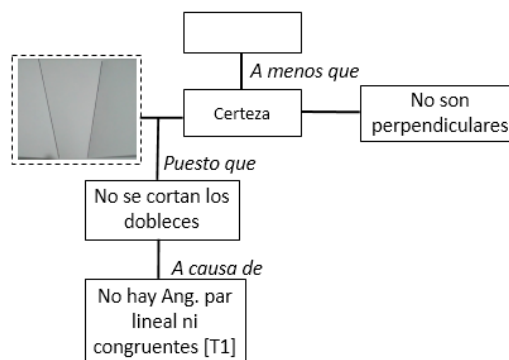 A menos que
Certeza
No son
perpendiculares
Puesto que
No se cortan los
dobleces
A causa de
No hay Ang. par
lineal ni
congruentes [T1]